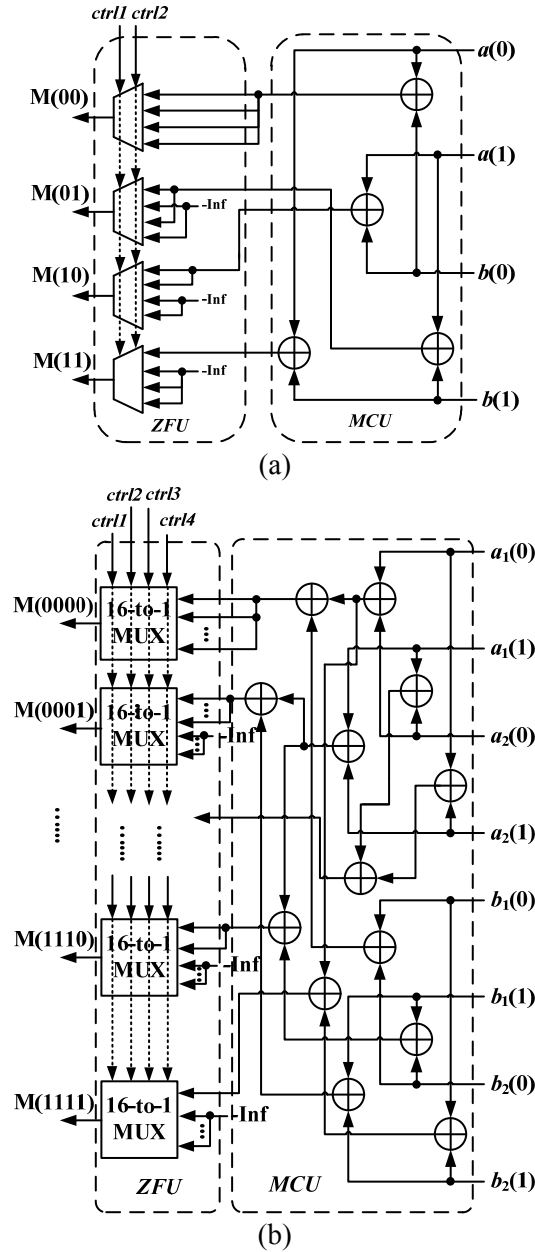 ctrl1 ctrl2
a(0)
M(00)
a(1)
M(01)
-Inf
M(10)
b(0)
-Inf
M(11)
-Inf
b(1)
ZFU
MCU
(a)
ctrl2 ctrl3
ctrl1 ctrl4
a1(0)
M(0000)
16-to-1
MUX
a1(1)
M(0001)
16-to-1
MUX
-Inf
a2(0)
a2(1)
b1(0)
M(1110)
16-to-1
MUX
-Inf
b1(1)
b2(0)
M(1111)
16-to-1
MUX
-Inf
b2(1)
ZFU
MCU
(b)